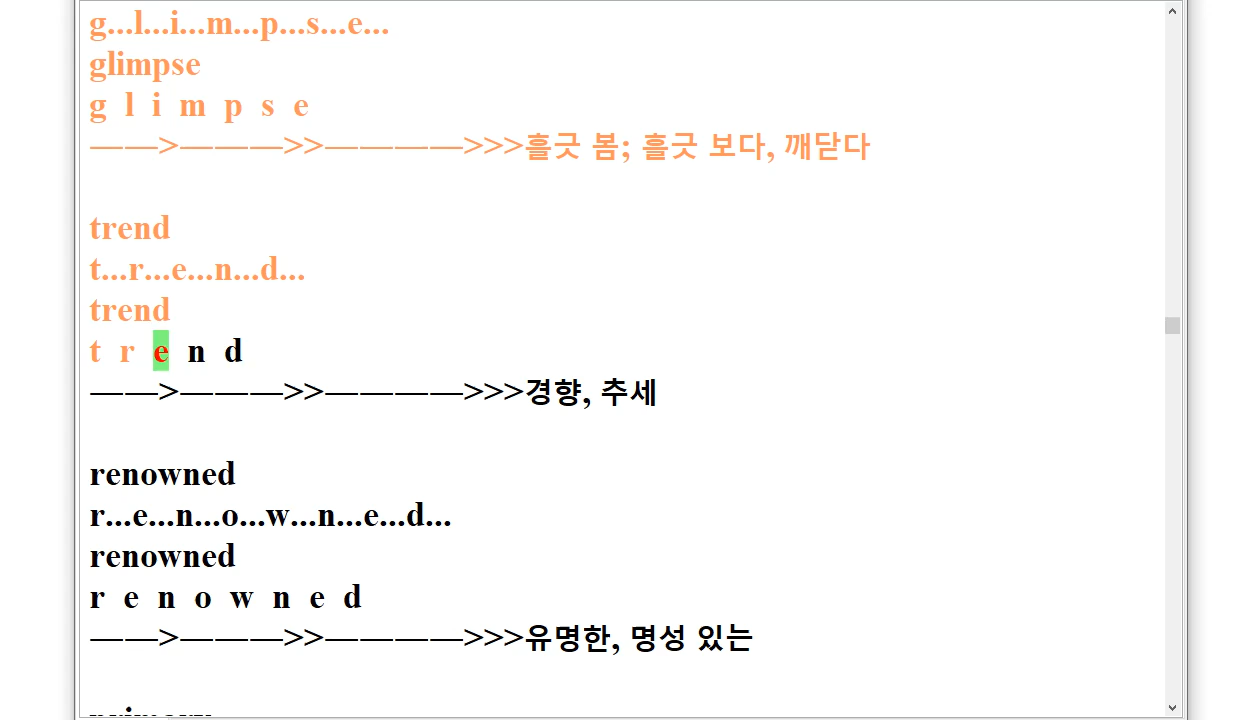 g...l...i...m...p...s...e...
glimpse
g l i m p s e
——>———>>————>>>흘긋 봄; 흘긋 보다, 깨닫다
trend
t...r...e...n...d...
trend
t r e n d
——>———>>————>>>경향, 추세
renowned
r...e...n...o...w...n...e...d...
renowned
r e n o w n e d
——>———>>————>>>유명한, 명성 있는